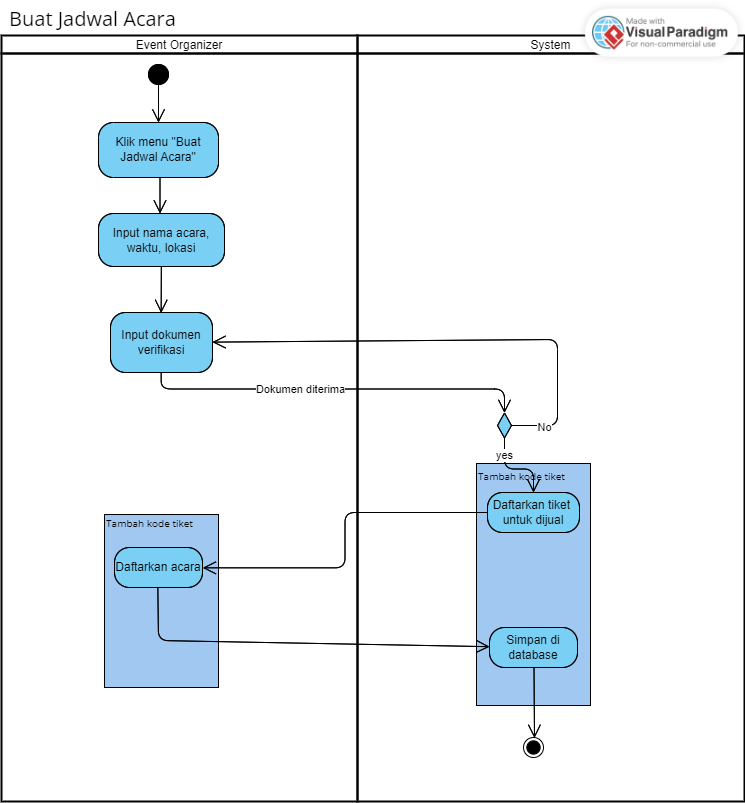 Buat Jadwal Acara
Made with
VisualParadigm
For non-commercial use
Event Organizer
System
Klik menu "Buat
Jadwal Acara"
Input nama acara,
waktu, lokasi
Input dokumen
verifikasi
Dokumen diterima
No
yes
Tambah kode tiket
Daftarkan tiket
untuk dijual
Tambah kode tiket
Daftarkan acara
Simpan di
database